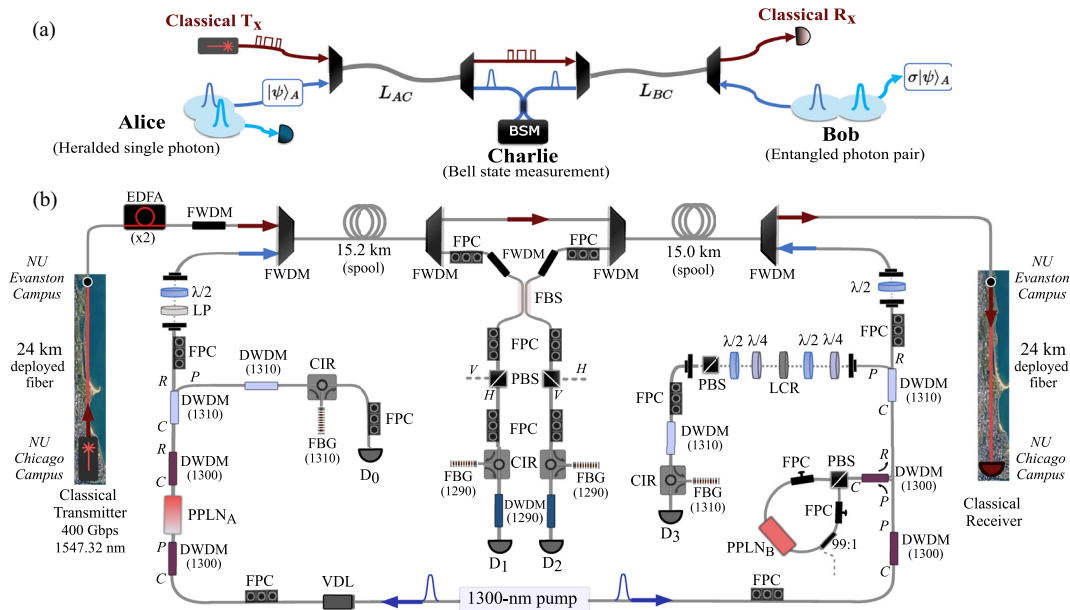 (a)
Classical Tx
Classical Rx
|ψ⟩A
LAC
LBC
σ|ψ⟩A
BSM
Alice
(Heralded single photon)
Charlie
(Bell state measurement)
Bob
(Entangled photon pair)
(b)
EDFA
(x2)
FWDM
FWDM
15.2 km
(spool)
FWDM
FPC
FWDM
FPC
FWDM
15.0 km
(spool)
FWDM
FBS
NU
Evanston
Campus
24 km
deployed
fiber
NU
Chicago
Campus
Classical
Transmitter
400 Gbps
1547.32 nm
λ/2
LP
FPC
R
P
C
DWDM
(1310)
DWDM
(1310)
CIR
FBG
(1310)
FPC
D0
R
C
DWDM
(1300)
PPLNA
P
C
DWDM
(1300)
FPC
VDL
1300-nm pump
FPC
FPC
V
H
PBS
H
V
FPC
CIR
FBG
(1290)
FBG
(1290)
DWDM
(1290)
D1
D2
λ/2
λ/4
λ/2
λ/4
PBS
LCR
FPC
DWDM
(1310)
CIR
FBG
(1310)
D3
λ/2
FPC
R
P
C
DWDM
(1310)
FPC
PBS
R
C
P
DWDM
(1300)
FPC
PPLNB
99:1
P
C
DWDM
(1300)
NU
Evanston
Campus
24 km
deployed
fiber
NU
Chicago
Campus
Classical
Receiver